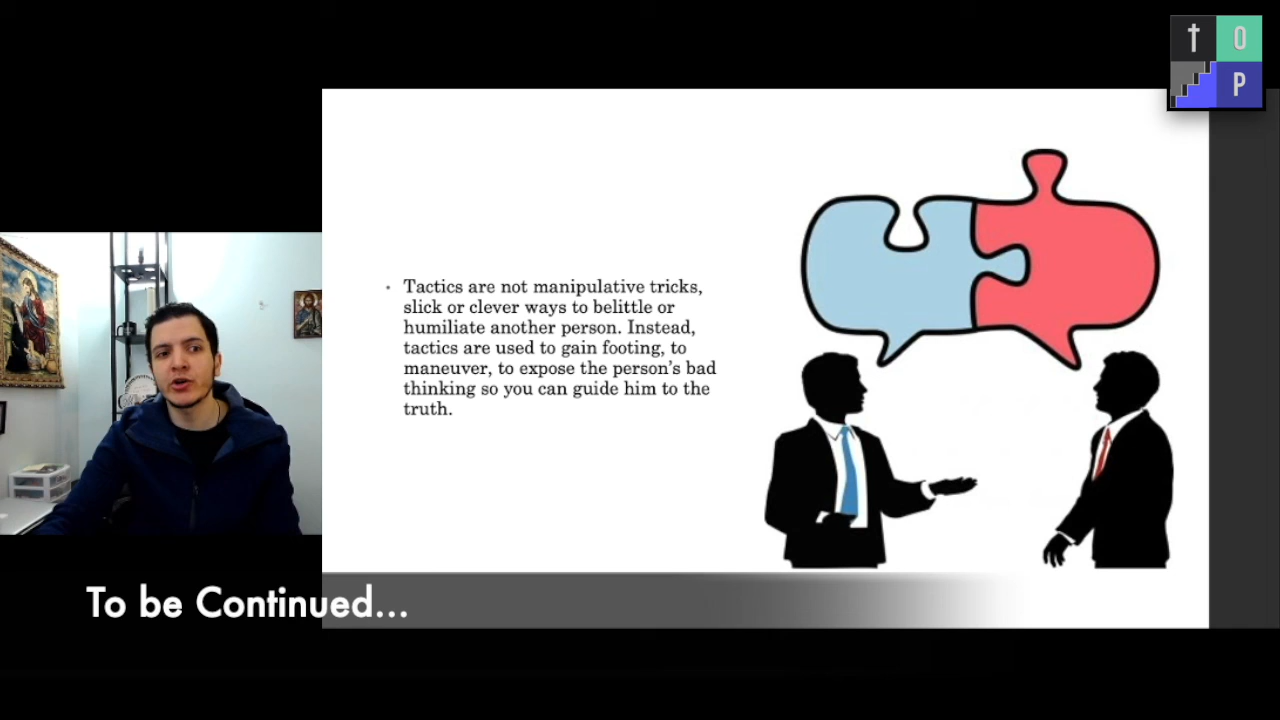 † O
P
Tactics are not manipulative tricks,
slick or clever ways to belittle or
humiliate another person. Instead,
tactics are used to gain footing, to
maneuver, to expose the person's bad
thinking so you can guide him to the
truth.
To be Continued...